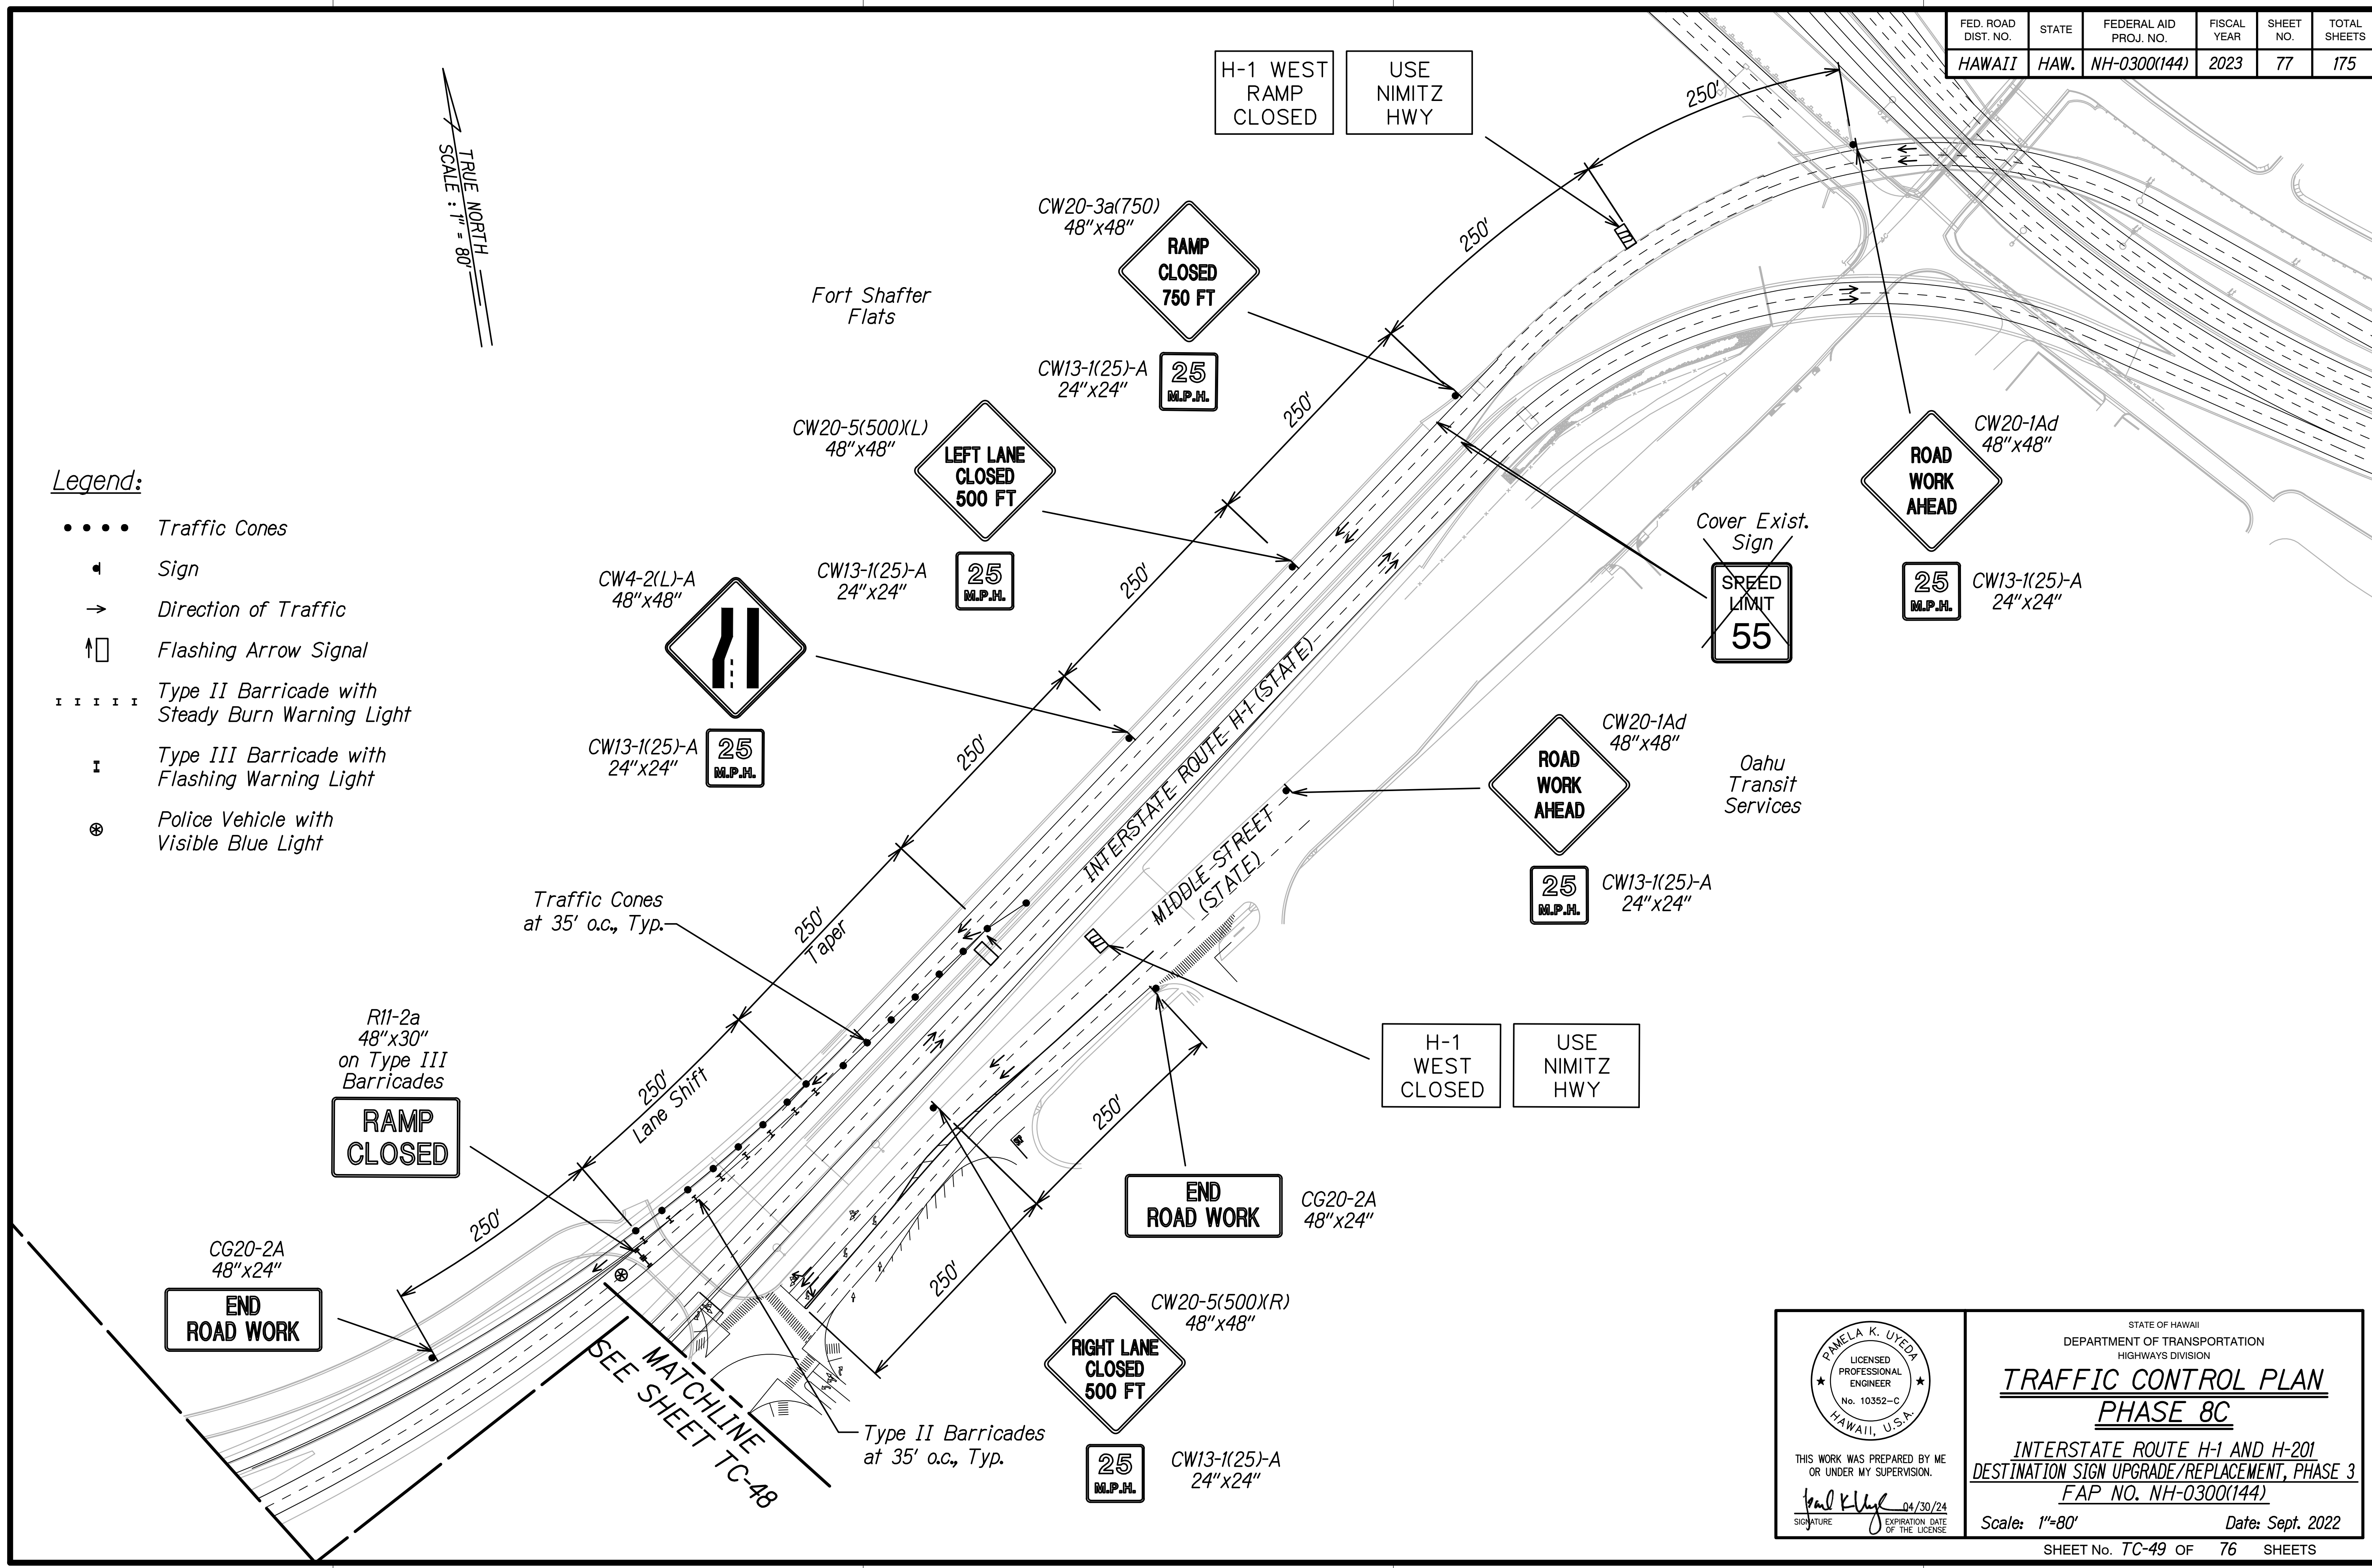 FED. ROAD
DIST. NO.
STATE
FEDERAL AID
PROJ. NO.
FISCAL
YEAR
SHEET
NO.
TOTAL
SHEETS
HAWAII
HAW.
NH-0300(144)
2023
77
175
H-1 WEST
RAMP
CLOSED
USE
NIMITZ
HWY
250'
TRUE NORTH
SCALE : 1" = 80'
CW20-3a(750)
48"x48"
RAMP
CLOSED
750 FT
250'
Fort Shafter
Flats
CW13-1(25)-A
24"x24"
25
M.P.H.
CW20-5(500)(L)
48"x48"
LEFT LANE
CLOSED
500 FT
250'
CW20-1Ad
48"x48"
ROAD
WORK
AHEAD
Legend:
Traffic Cones
Sign
Direction of Traffic
Flashing Arrow Signal
Type II Barricade with
Steady Burn Warning Light
Type III Barricade with
Flashing Warning Light
Police Vehicle with
Visible Blue Light
Cover Exist.
Sign
SPEED
LIMIT
55
CW13-1(25)-A
24"x24"
25
M.P.H.
CW4-2(L)-A
48"x48"
CW13-1(25)-A
24"x24"
25
M.P.H.
250'
CW13-1(25)-A
24"x24"
25
M.P.H.
250'
INTERSTATE ROUTE H-1 (STATE)
CW20-1Ad
48"x48"
ROAD
WORK
AHEAD
Oahu
Transit
Services
MIDDLE STREET
(STATE)
25
M.P.H.
CW13-1(25)-A
24"x24"
Traffic Cones
at 35' o.c., Typ.
250'
Taper
R11-2a
48"x30"
on Type III
Barricades
RAMP
CLOSED
250'
Lane Shift
H-1
WEST
CLOSED
USE
NIMITZ
HWY
250'
END
ROAD WORK
CG20-2A
48"x24"
250'
CG20-2A
48"x24"
END
ROAD WORK
250'
CW20-5(500)(R)
48"x48"
RIGHT LANE
CLOSED
500 FT
MATCHLINE
SEE SHEET TC-48
Type II Barricades
at 35' o.c., Typ.
25
M.P.H.
CW13-1(25)-A
24"x24"
PAMELA K. UYEDA
LICENSED
PROFESSIONAL
ENGINEER
No. 10352-C
HAWAII, U.S.A.
THIS WORK WAS PREPARED BY ME
OR UNDER MY SUPERVISION.
04/30/24
SIGNATURE
EXPIRATION DATE
OF THE LICENSE
STATE OF HAWAII
DEPARTMENT OF TRANSPORTATION
HIGHWAYS DIVISION
TRAFFIC CONTROL PLAN
PHASE 8C
INTERSTATE ROUTE H-1 AND H-201
DESTINATION SIGN UPGRADE/REPLACEMENT, PHASE 3
FAP NO. NH-0300(144)
Scale: 1"=80'
Date: Sept. 2022
SHEET No. TC-49 OF 76 SHEETS